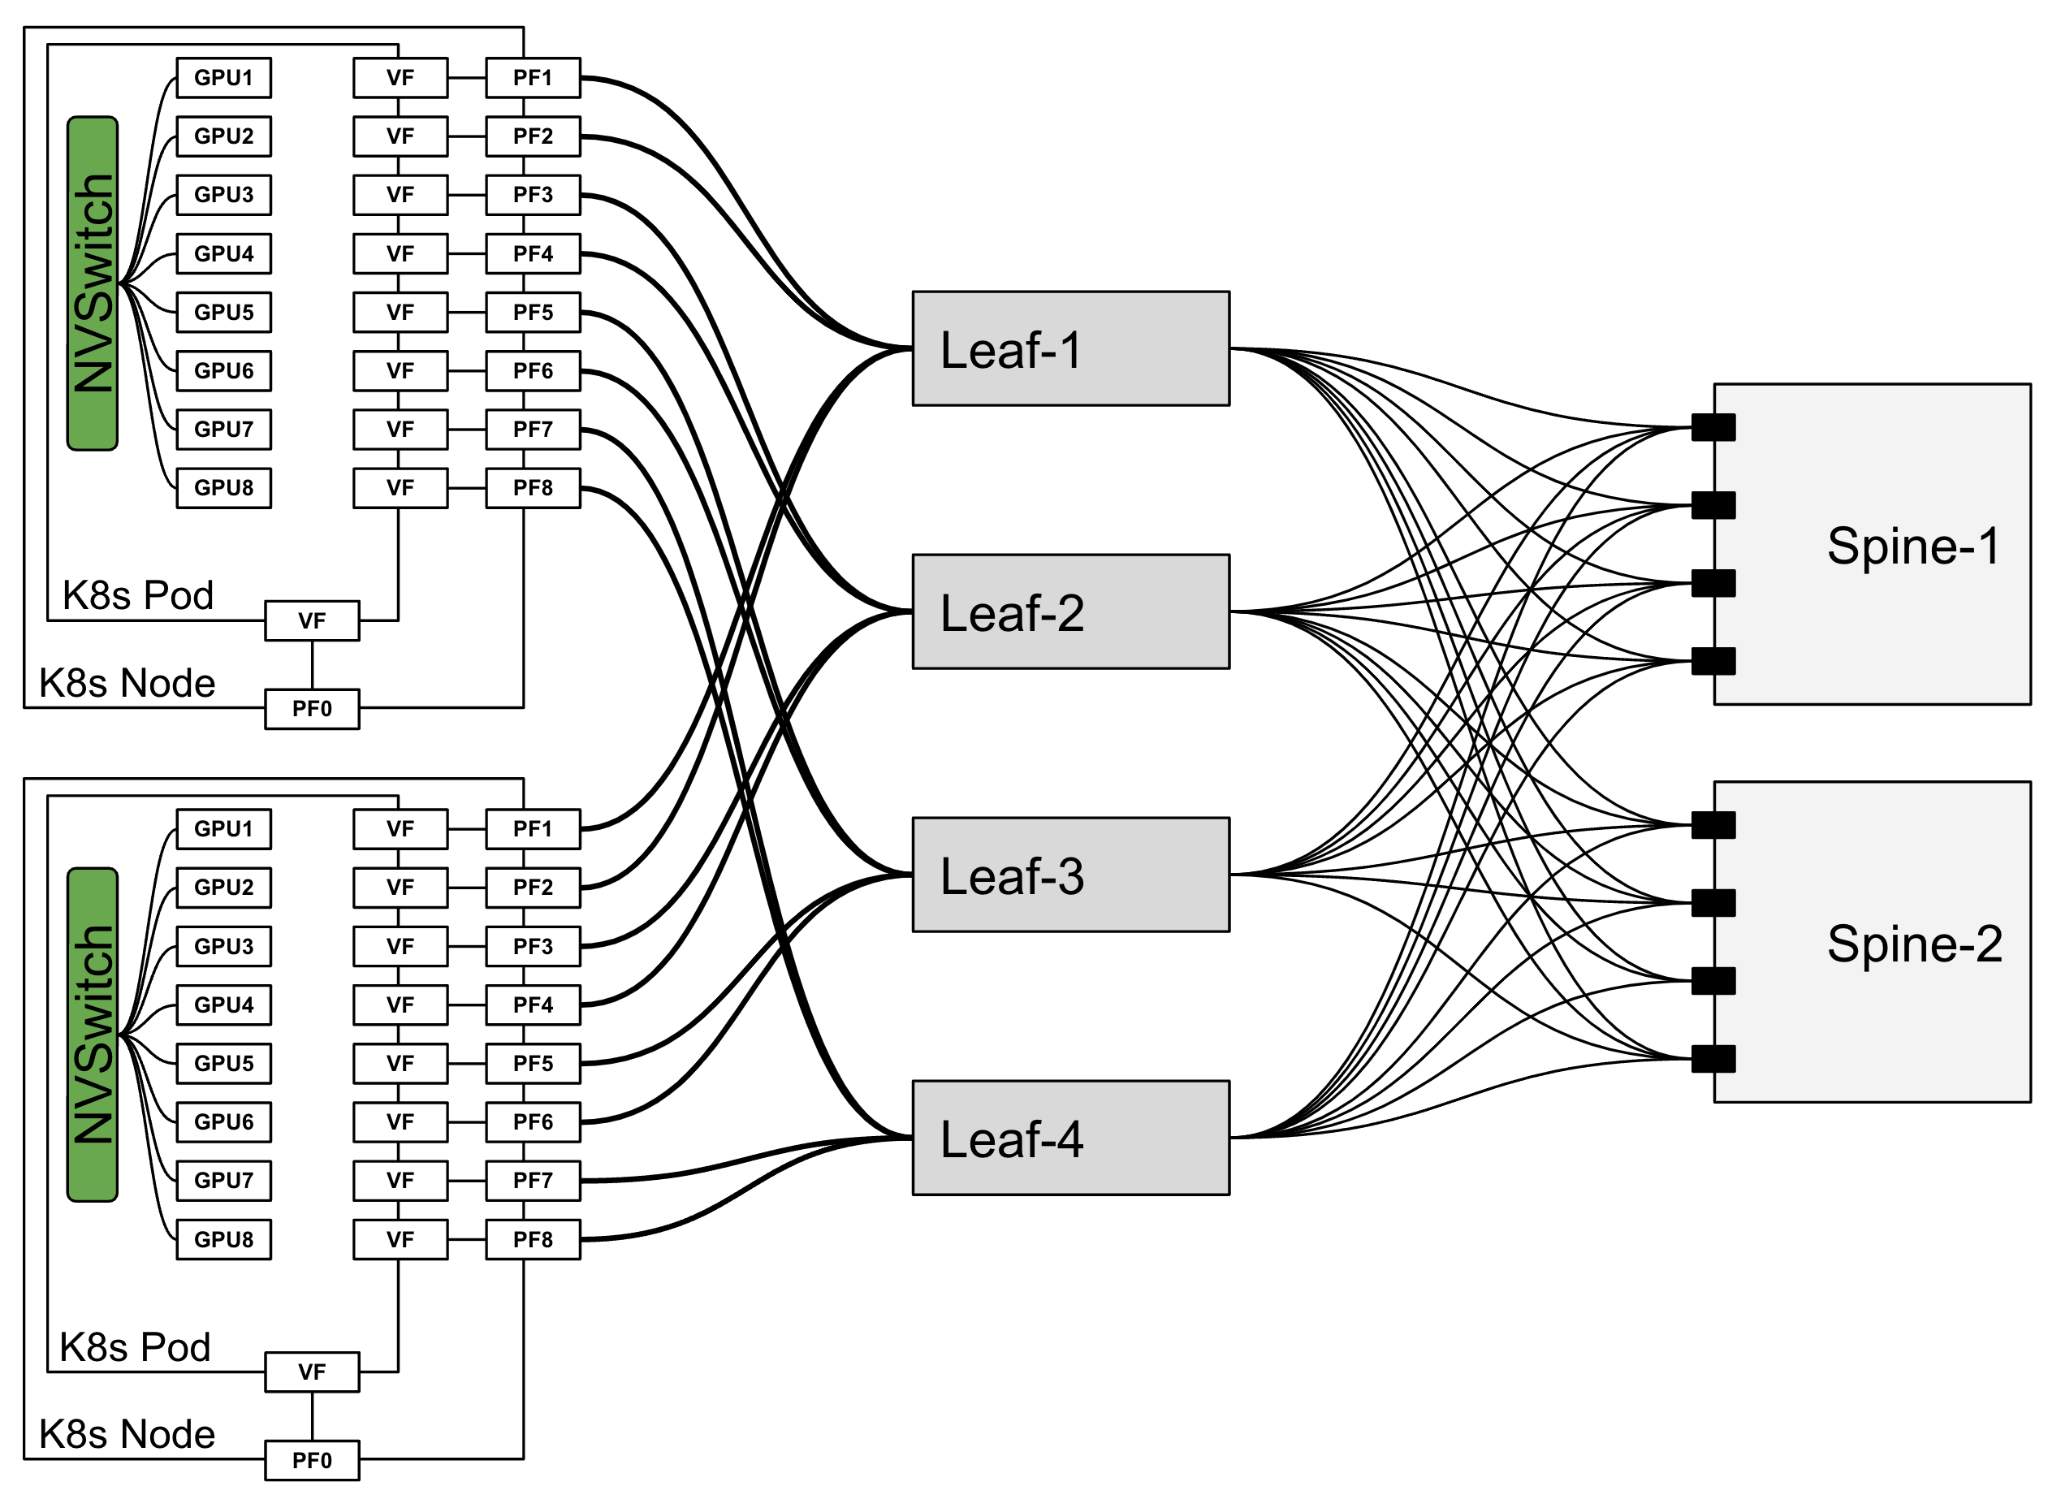 GPU1 VF PF1
GPU2 VF PF2
GPU3 VF PF3
GPU4 VF PF4
GPU5 VF PF5
GPU6 VF PF6
GPU7 VF PF7
GPU8 VF PF8
NVSwitch
K8s Pod
VF
K8s Node
PF0
GPU1 VF PF1
GPU2 VF PF2
GPU3 VF PF3
GPU4 VF PF4
GPU5 VF PF5
GPU6 VF PF6
GPU7 VF PF7
GPU8 VF PF8
NVSwitch
K8s Pod
VF
K8s Node
PF0
Leaf-1
Leaf-2
Leaf-3
Leaf-4
Spine-1
Spine-2